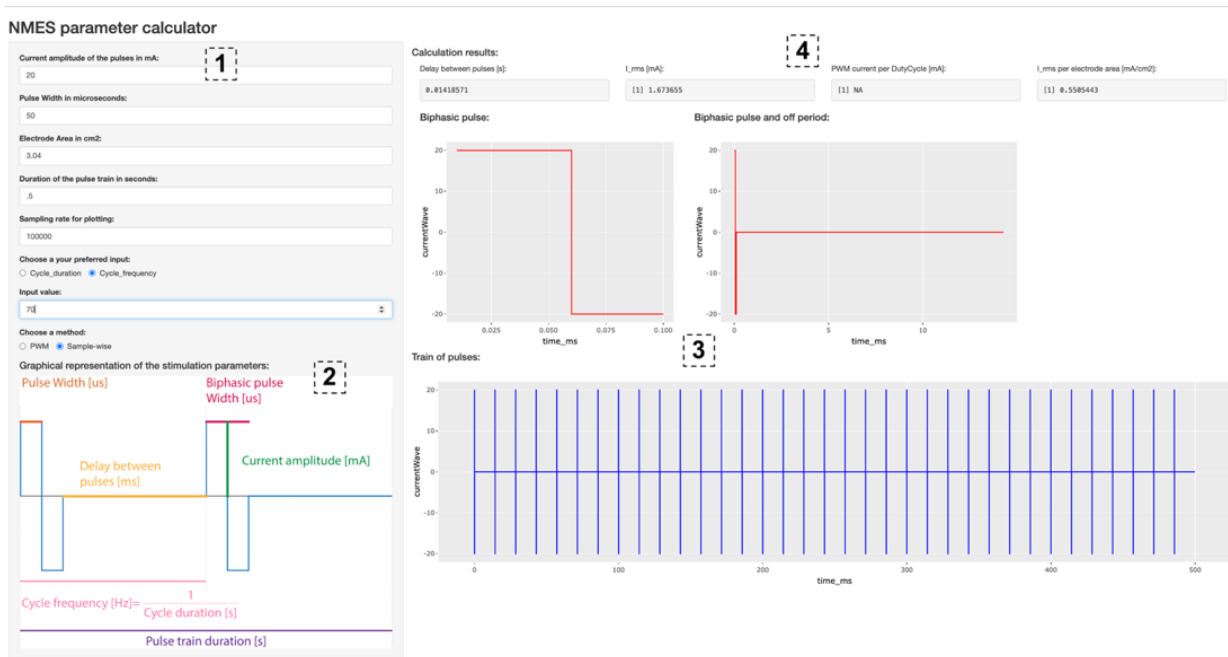 NMES parameter calculator
1
Current amplitude of the pulses in mA:
20
Pulse Width in microseconds:
50
Electrode Area in cm2:
3.04
Duration of the pulse train in seconds:
.5
Sampling rate for plotting:
100000
Choose a your preferred input:
Cycle_duration Cycle_frequency
Input value:
70
Choose a method:
PWM Sample-wise
Graphical representation of the stimulation parameters:
2
Pulse Width [us]
Biphasic pulse
Width [us]
Delay between
pulses [ms]
Current amplitude [mA]
Cycle frequency [Hz]= 1
Cycle duration [s]
Pulse train duration [s]
4
Calculation results:
Delay between pulses [s]: I_rms [mA]: PWM current per DutyCycle [mA]: I_rms per electrode area [mA/cm2]:
0.01418571 [1] 1.673655 [1] NA [1] 0.5505443
Biphasic pulse:
20
10
0
-10
-20
currentWave
0.025 0.050 0.075 0.100
time_ms
Biphasic pulse and off period:
20
10
0
-10
-20
currentWave
0 5 10
time_ms
3
Train of pulses:
20
10
0
-10
-20
currentWave
0 100 200 300 400 500
time_ms